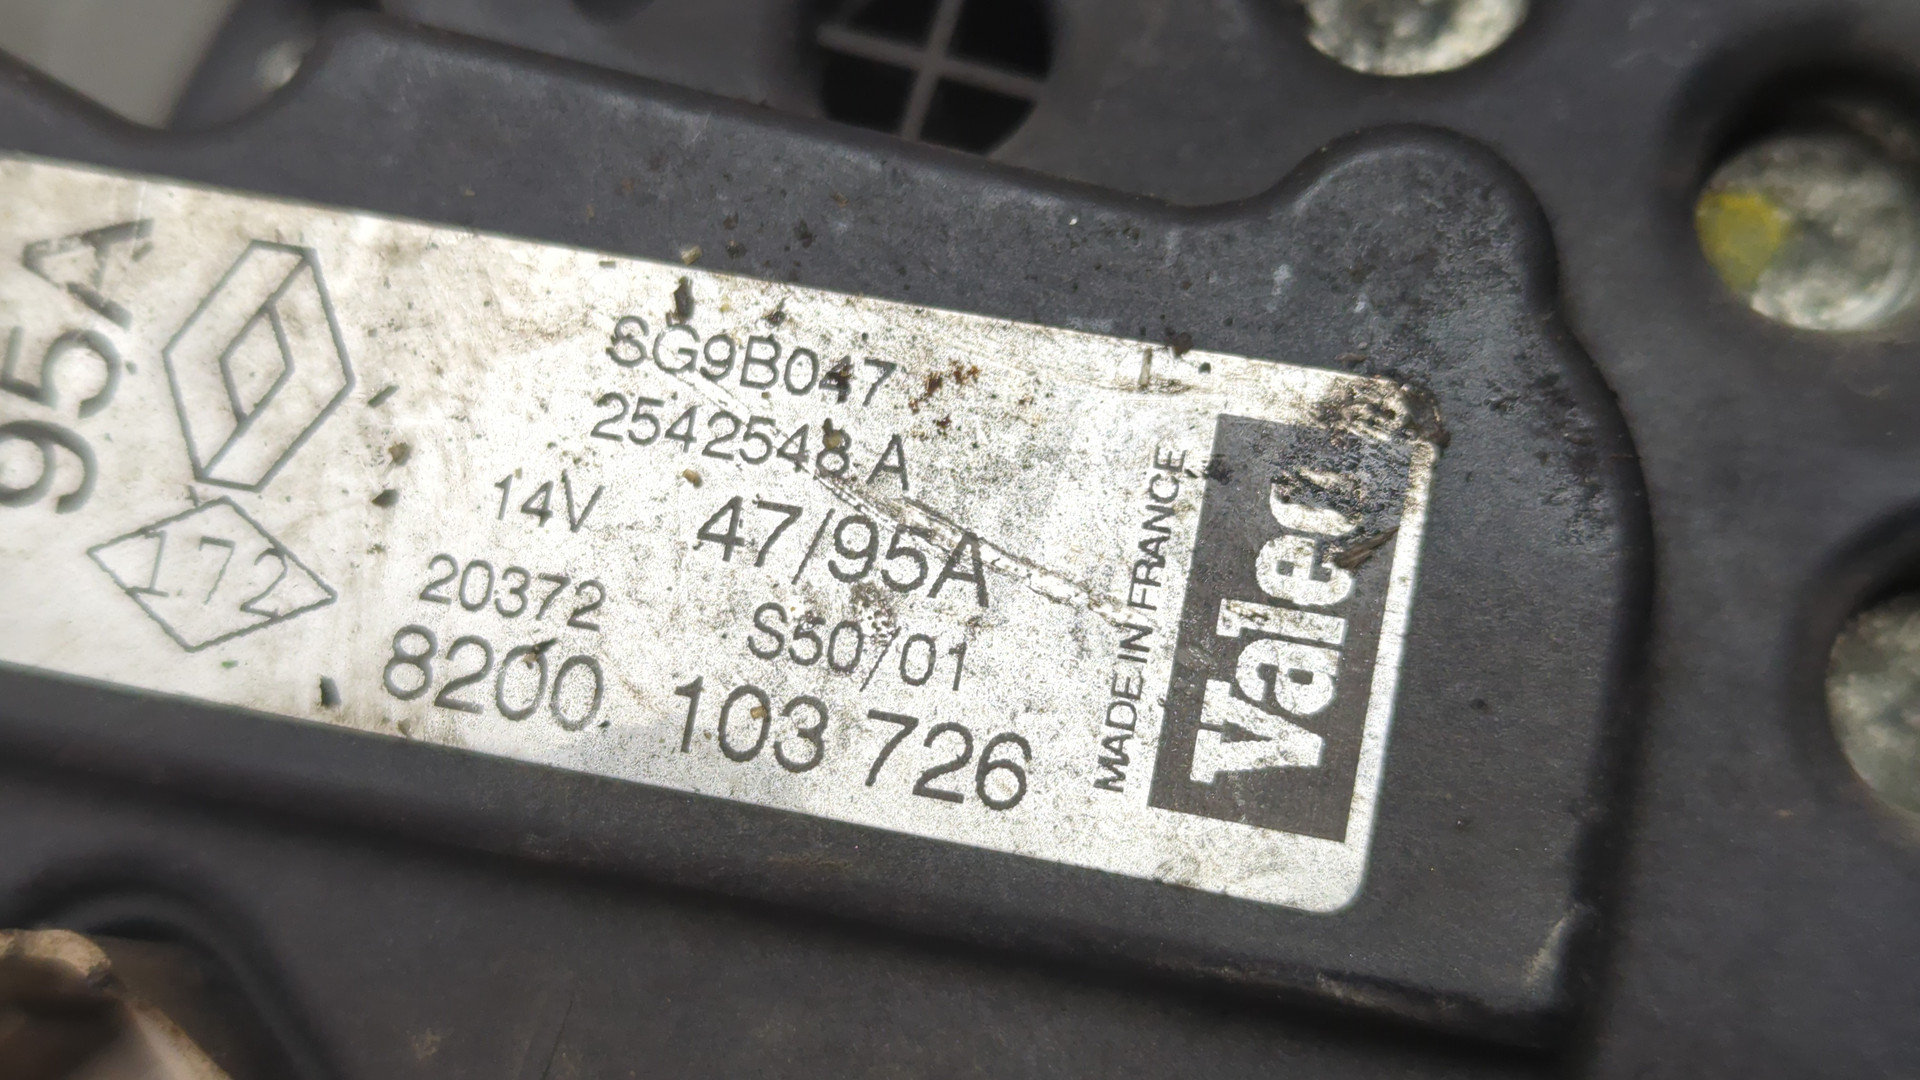 95A
172
SG9B047
2542548 A
14V 47/95A
20372 S50/01
8200 103 726
MADE IN FRANCE
Valeo